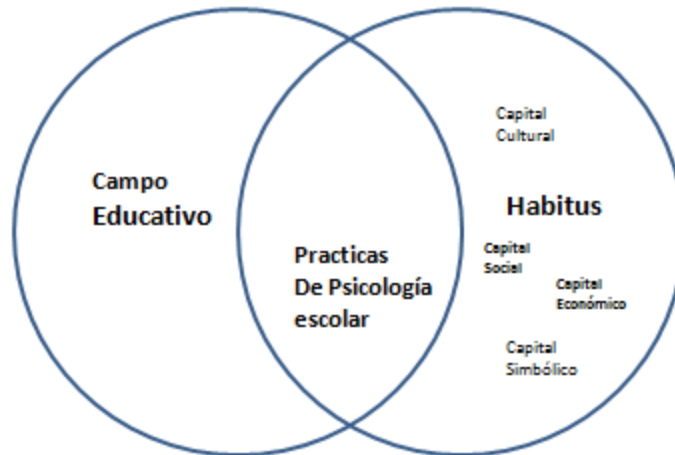 Campo
Educativo
Practicas
De Psicología
escolar
Capital
Cultural
Habitus
Capital
Social
Capital
Económico
Capital
Simbólico